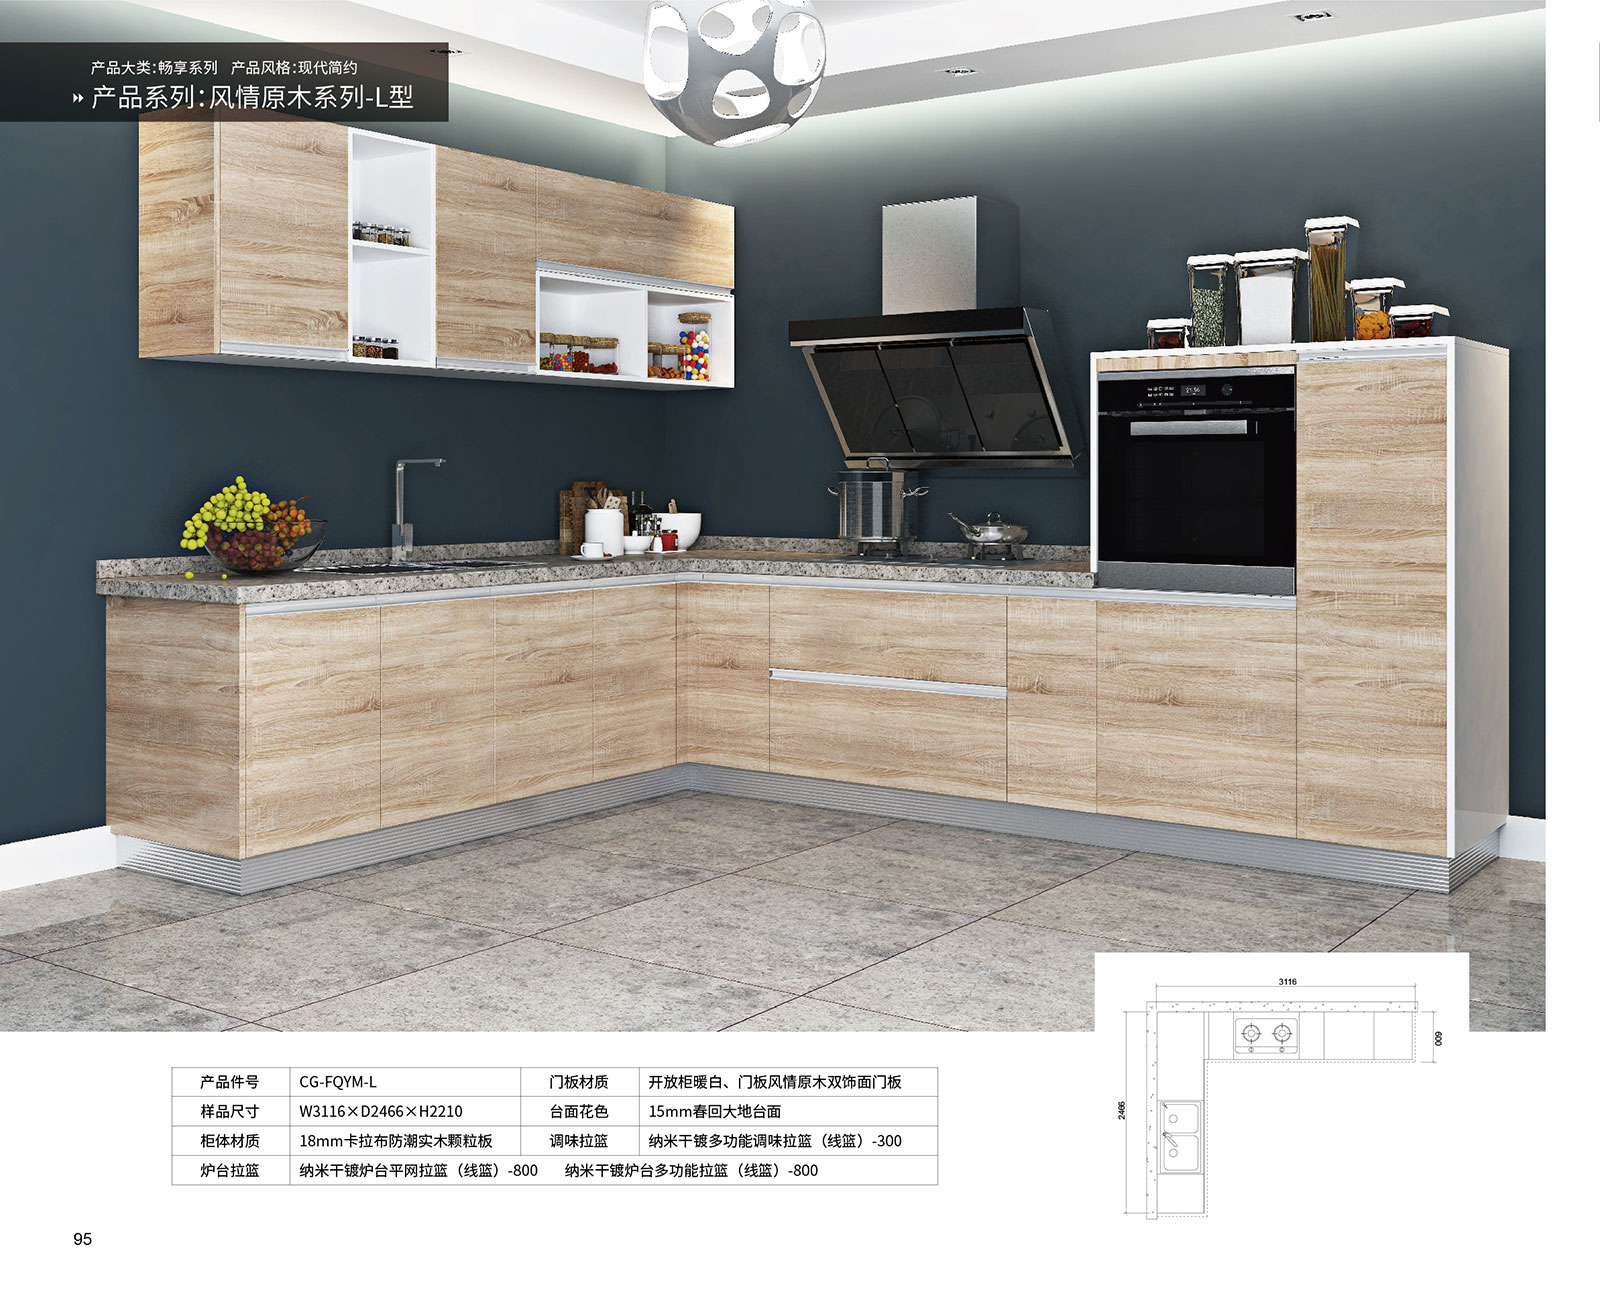 产品大类:畅享系列 产品风格:现代简约
产品系列:风情原木系列-L型
21:56
3116
600
2466
产品件号 CG-FQYM-L 门板材质 开放柜暖白、门板风情原木双饰面门板
样品尺寸 W3116×D2466×H2210 台面花色 15mm春回大地台面
柜体材质 18mm卡拉布防潮实木颗粒板 调味拉篮 纳米干镀多功能调味拉篮（线篮）-300
炉台拉篮 纳米干镀炉台平网拉篮（线篮）-800 纳米干镀炉台多功能拉篮（线篮）-800
95